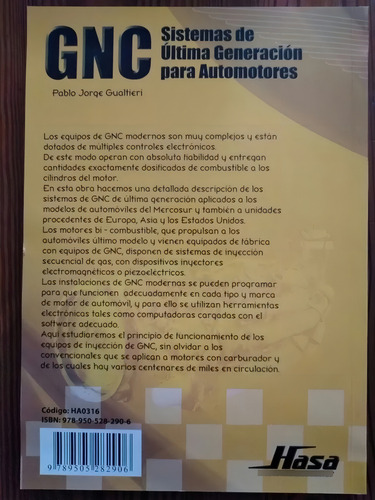 GNC
Sistemas de
Última Generación
para Automotores
Pablo Jorge Gualtieri
Los equipos de GNC modernos son muy complejos y están
dotados de múltiples controles electrónicos.
De este modo operan con absoluta fiabilidad y entregan
cantidades exactamente dosificadas de combustible a los
cilindros del motor.
En esta obra hacemos una detallada descripción de los
sistemas de GNC de última generación aplicados a los
modelos de automóviles del Mercosur y también a unidades
procedentes de Europa, Asia y los Estados Unidos.
Los motores bi - combustible, que propulsan a los
automóviles último modelo y vienen equipados de fábrica
con equipos de GNC, disponen de sistemas de inyección
secuencial de gas, con dispositivos inyectores
electromagnéticos o piezoeléctricos.
Las instalaciones de GNC modernas se pueden programar
para que funcionen adecuadamente en cada tipo y marca
de motor de automóvil, y para ello se utilizan herramientas
electrónicas tales como computadoras cargadas con el
software adecuado.
Aquí estudiaremos el principio de funcionamiento de los
equipos de inyección de GNC, sin olvidar a los
convencionales que se aplican a motores con carburador y
de los cuales hay varios centenares de miles en circulación.
Código: HA0316
ISBN: 978-950-528-290-6
9 789505 282906
Hasa